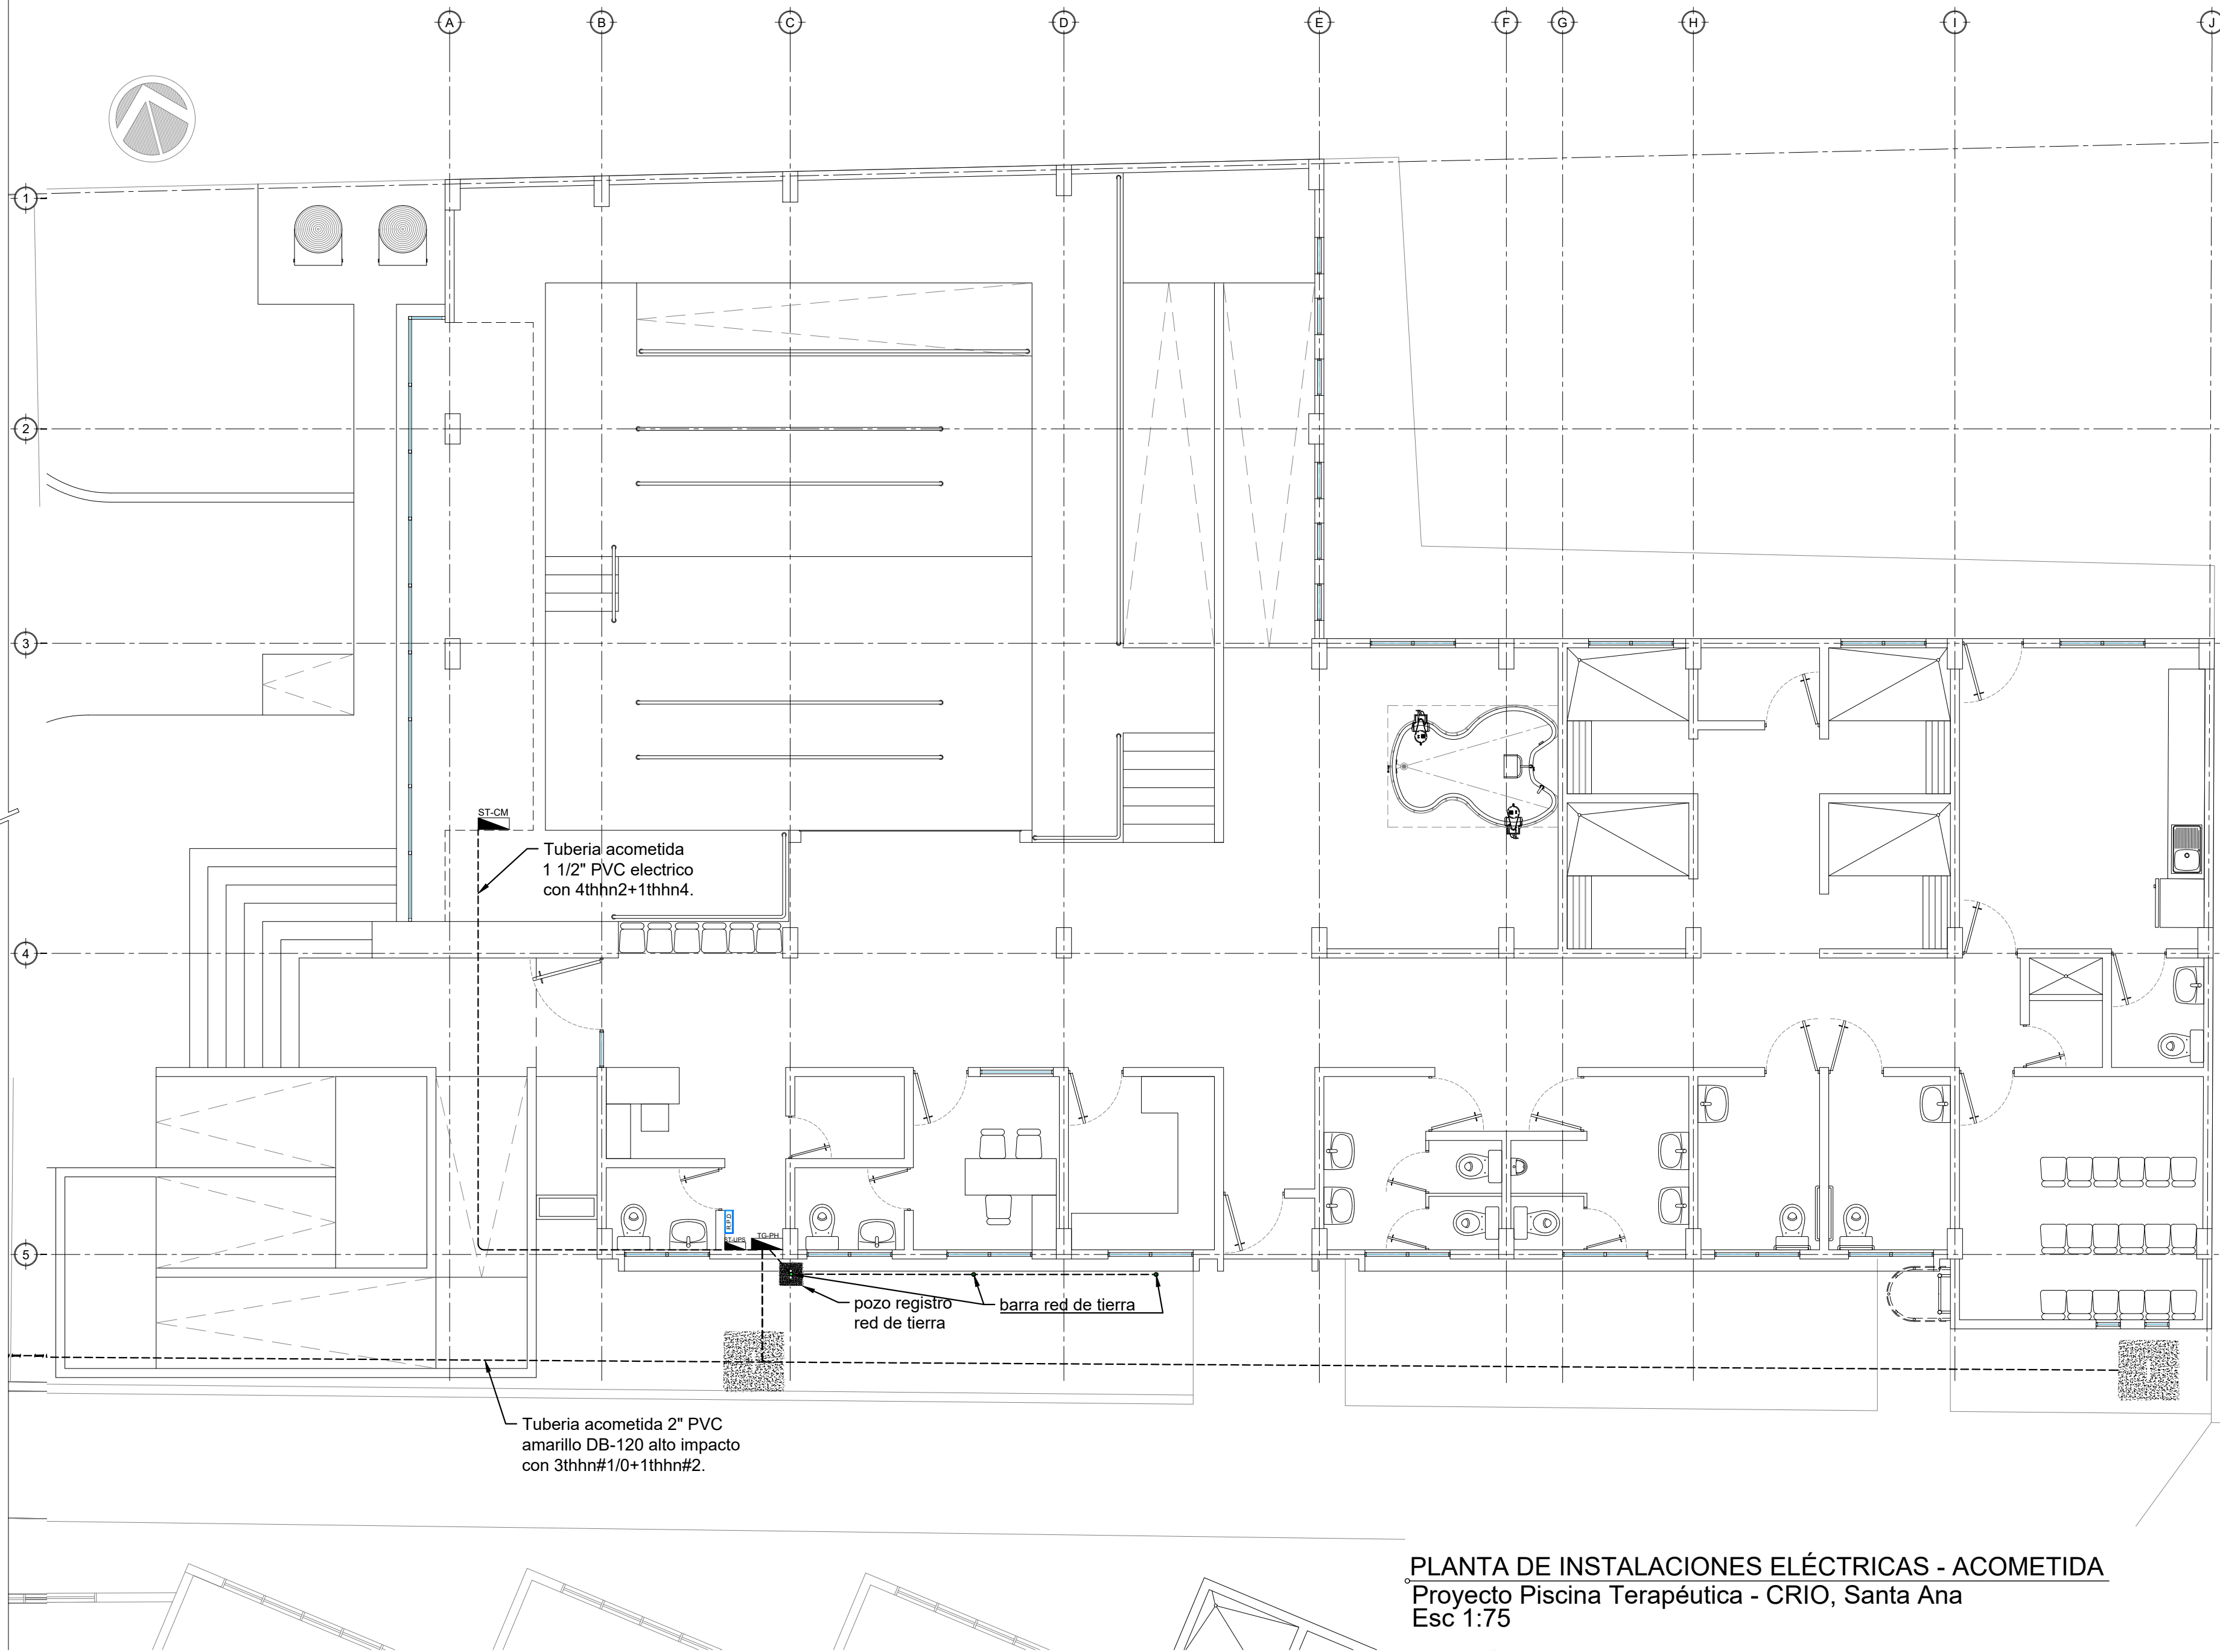 A
B
C
D
E
F
G
H
I
J
1
2
3
ST-CM
Tuberia acometida
1 1/2" PVC electrico
con 4thhn2+1thhn4.
4
RPD
ST-UPS
TG-PH
5
pozo registro
red de tierra
barra red de tierra
Tuberia acometida 2" PVC
amarillo DB-120 alto impacto
con 3thhn#1/0+1thhn#2.
PLANTA DE INSTALACIONES ELÉCTRICAS - ACOMETIDA
Proyecto Piscina Terapéutica - CRIO, Santa Ana
Esc 1:75